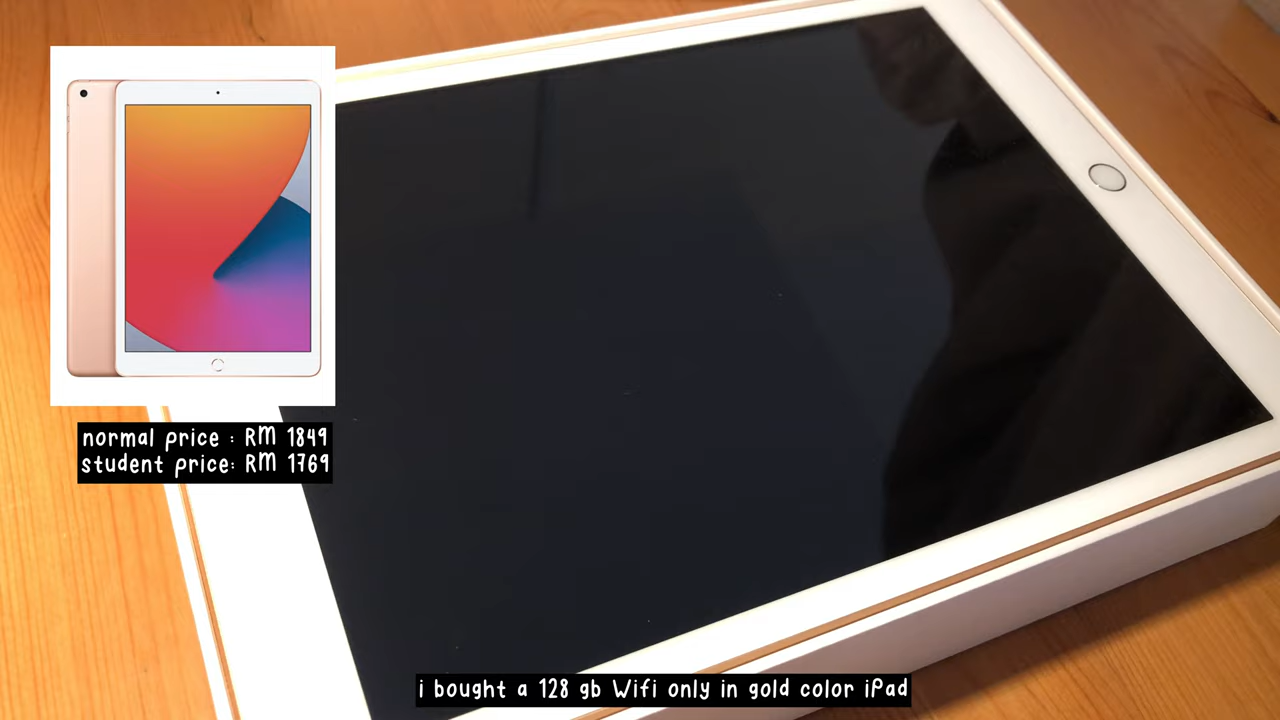 normal price : RM 1849
student price: RM 1769
i bought a 128 gb Wifi only in gold color iPad